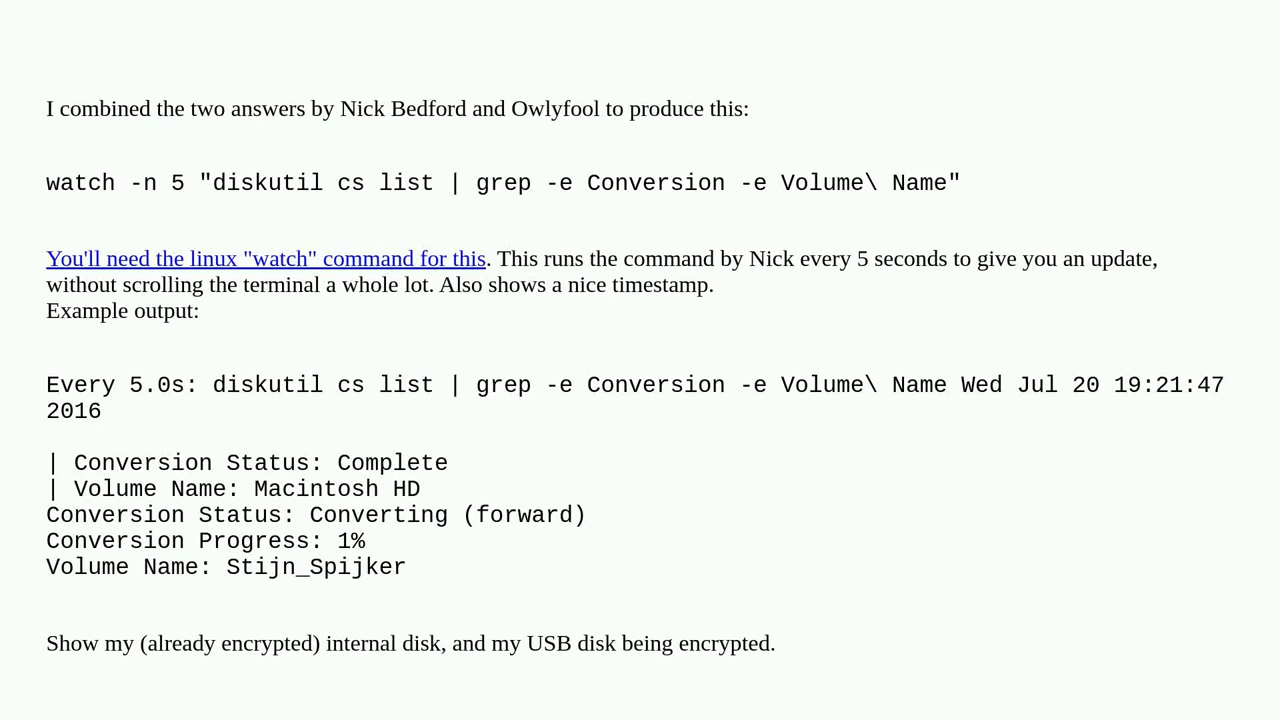 I combined the two answers by Nick Bedford and Owlyfool to produce this:
watch -n 5 "diskutil cs list | grep -e Conversion -e Volume\ Name"
You'll need the linux "watch" command for this. This runs the command by Nick every 5 seconds to give you an update,
without scrolling the terminal a whole lot. Also shows a nice timestamp.
Example output:
Every 5.0s: diskutil cs list | grep -e Conversion -e Volume\ Name Wed Jul 20 19:21:47
2016
| Conversion Status: Complete
| Volume Name: Macintosh HD
Conversion Status: Converting (forward)
Conversion Progress: 1%
Volume Name: Stijn_Spijker
Show my (already encrypted) internal disk, and my USB disk being encrypted.